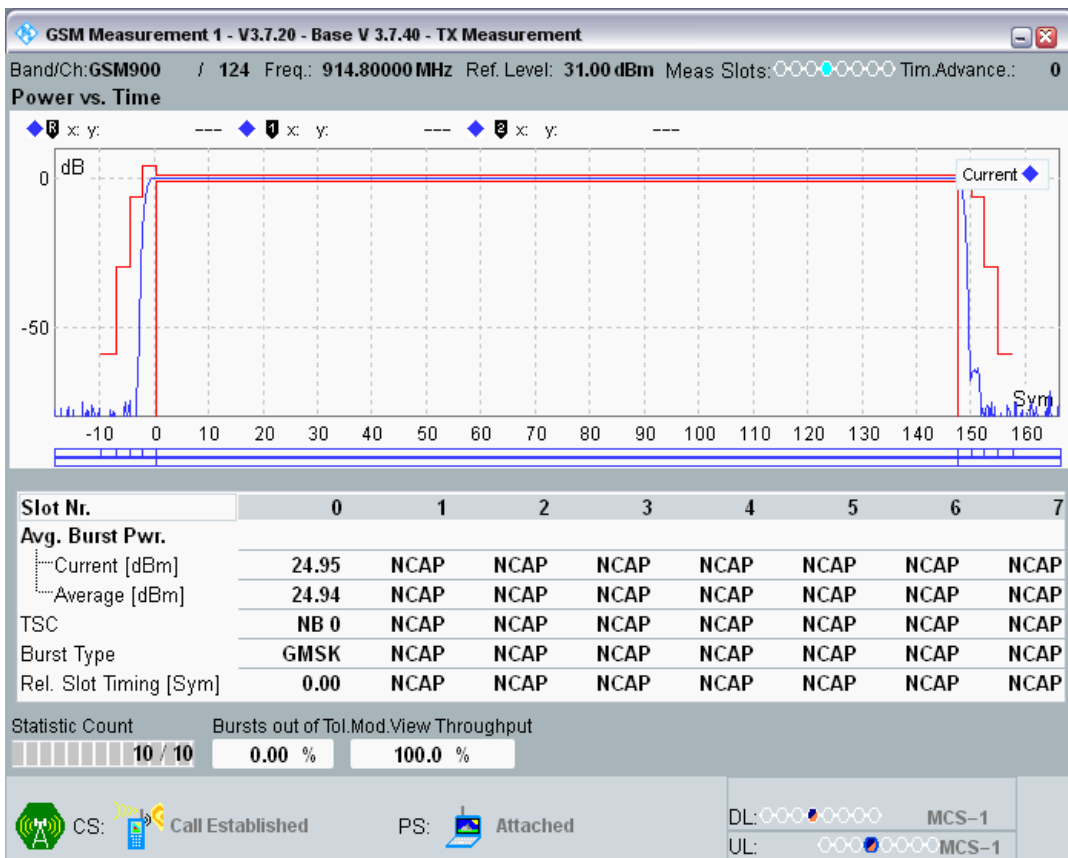 GSM Measurement 1 - V3.7.20 - Base V 3.7.40 - TX Measurement
Band/Ch:GSM900 / 124 Freq.: 914.80000 MHz Ref. Level: 31.00 dBm Meas Slots: Tim.Advance.: 0
Power vs. Time
R x: y: --- 1 x: y: --- 2 x: y: ---
dB
Current
0
-50
Sym
-10 0 10 20 30 40 50 60 70 80 90 100 110 120 130 140 150 160
Slot Nr. 0 1 2 3 4 5 6 7
Avg. Burst Pwr.
Current [dBm] 24.95 NCAP NCAP NCAP NCAP NCAP NCAP NCAP
Average [dBm] 24.94 NCAP NCAP NCAP NCAP NCAP NCAP NCAP
TSC NB 0 NCAP NCAP NCAP NCAP NCAP NCAP NCAP
Burst Type GMSK NCAP NCAP NCAP NCAP NCAP NCAP NCAP
Rel. Slot Timing [Sym] 0.00 NCAP NCAP NCAP NCAP NCAP NCAP NCAP
Statistic Count Bursts out of Tol.Mod.View Throughput
10 / 10 0.00 % 100.0 %
CS: Call Established PS: Attached
DL: MCS-1
UL: MCS-1